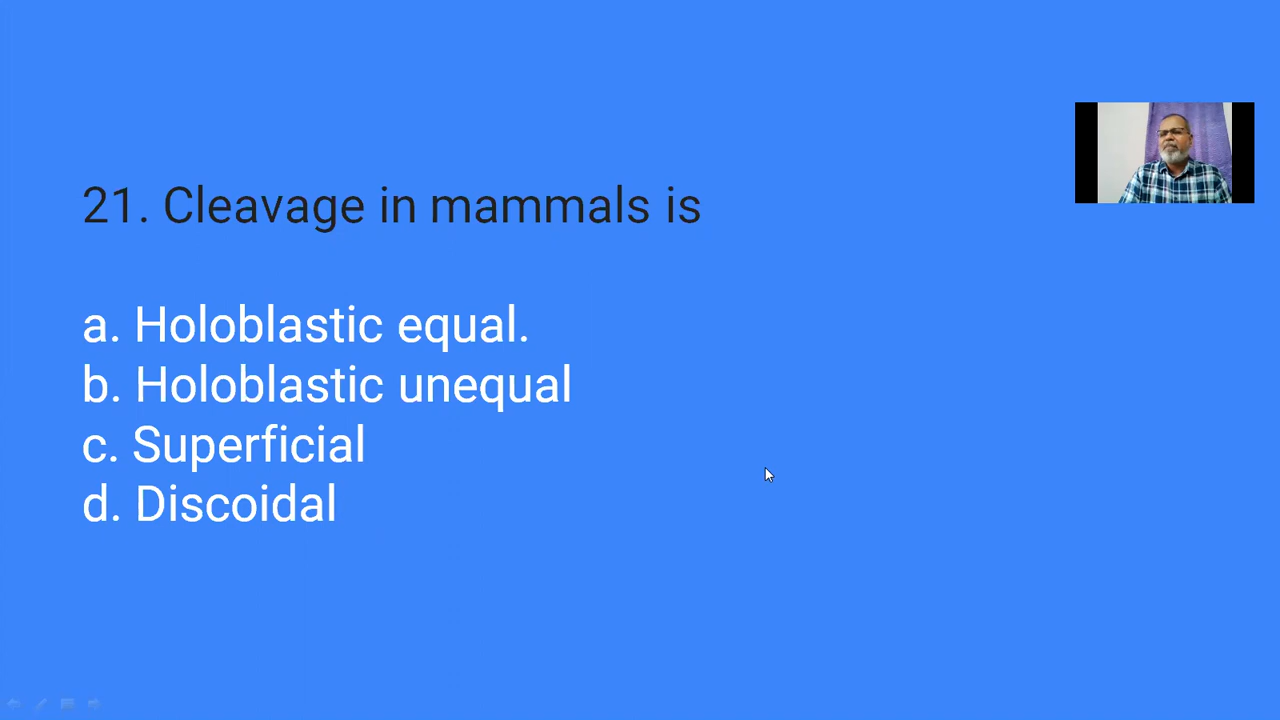 21. Cleavage in mammals is
a. Holoblastic equal.
b. Holoblastic unequal
c. Superficial
d. Discoidal